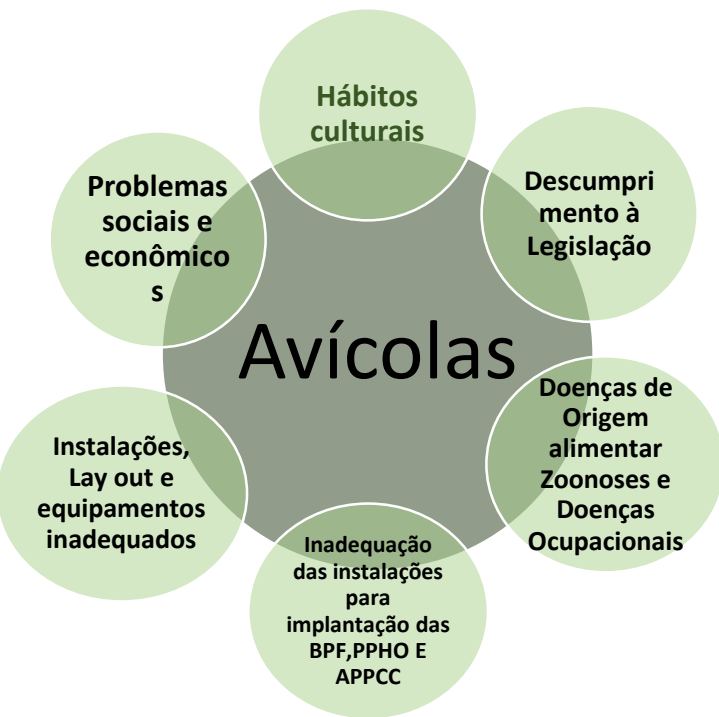 Hábitos
culturais
Descumpri
mento à
Legislação
Doenças de
Origem
alimentar
Zoonoses e
Doenças
Ocupacionais
Inadequação
das instalações
para
implantação das
BPF,PPHO E
APPCC
Instalações,
Lay out e
equipamentos
inadequados
Problemas
sociais e
econômico
s
Avícolas